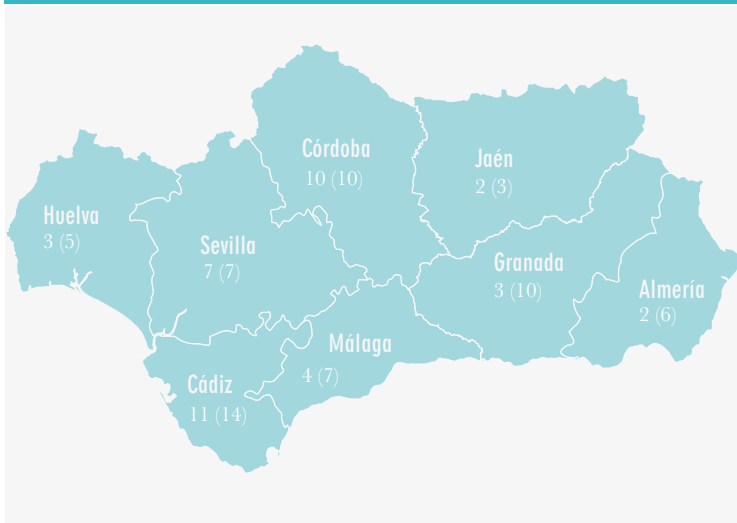 Córdoba
10 (10)
Jaén
2 (3)
Huelva
3 (5)
Sevilla
7 (7)
Granada
3 (10)
Almería
2 (6)
Málaga
4 (7)
Cádiz
11 (14)